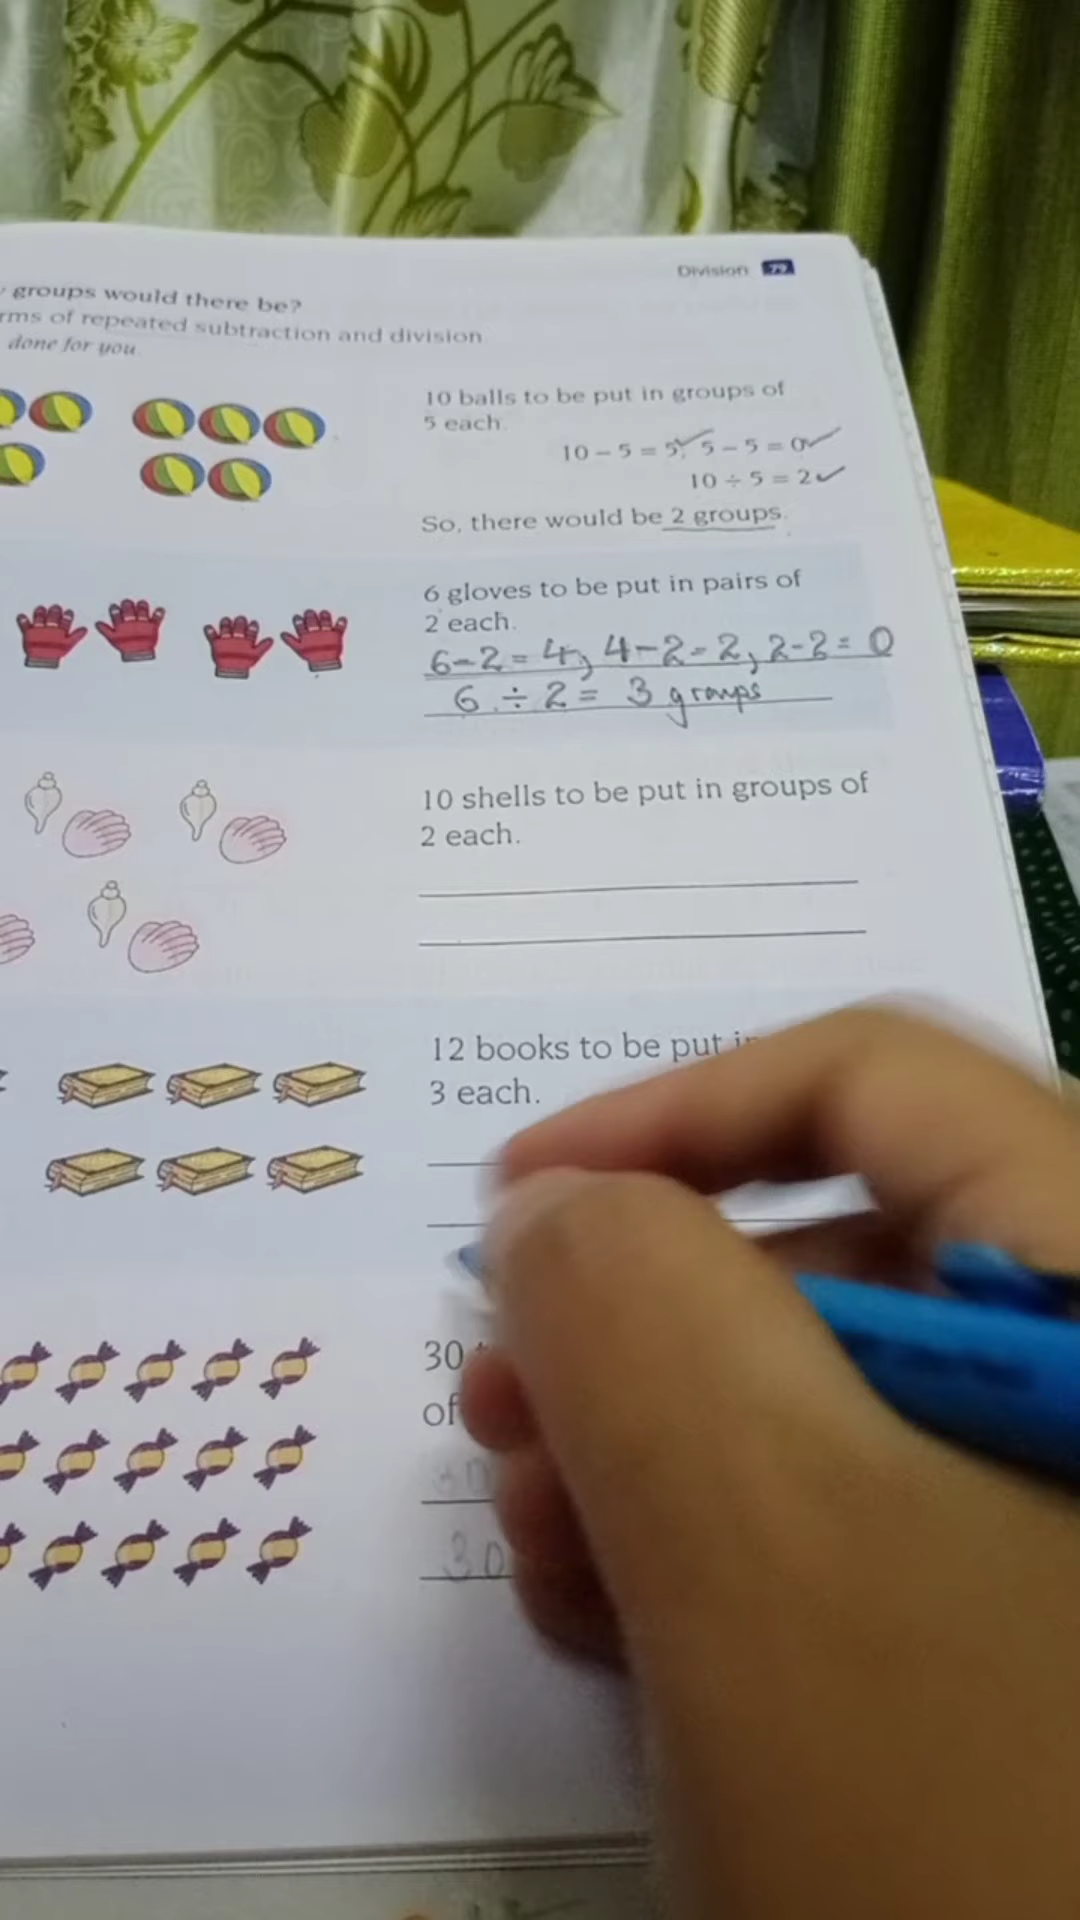 Division 79
groups would there be?
rms of repeated subtraction and division
done for you
10 balls to be put in groups of
5 each.
10 – 5 = 5, 5 – 5 = 0
10 ÷ 5 = 2
So, there would be 2 groups.
6 gloves to be put in pairs of
2 each.
6-2=4, 4-2-2, 2-2=0
6 ÷ 2 = 3 groups
10 shells to be put in groups of
2 each.
12 books to be put
3 each.
30
of
30